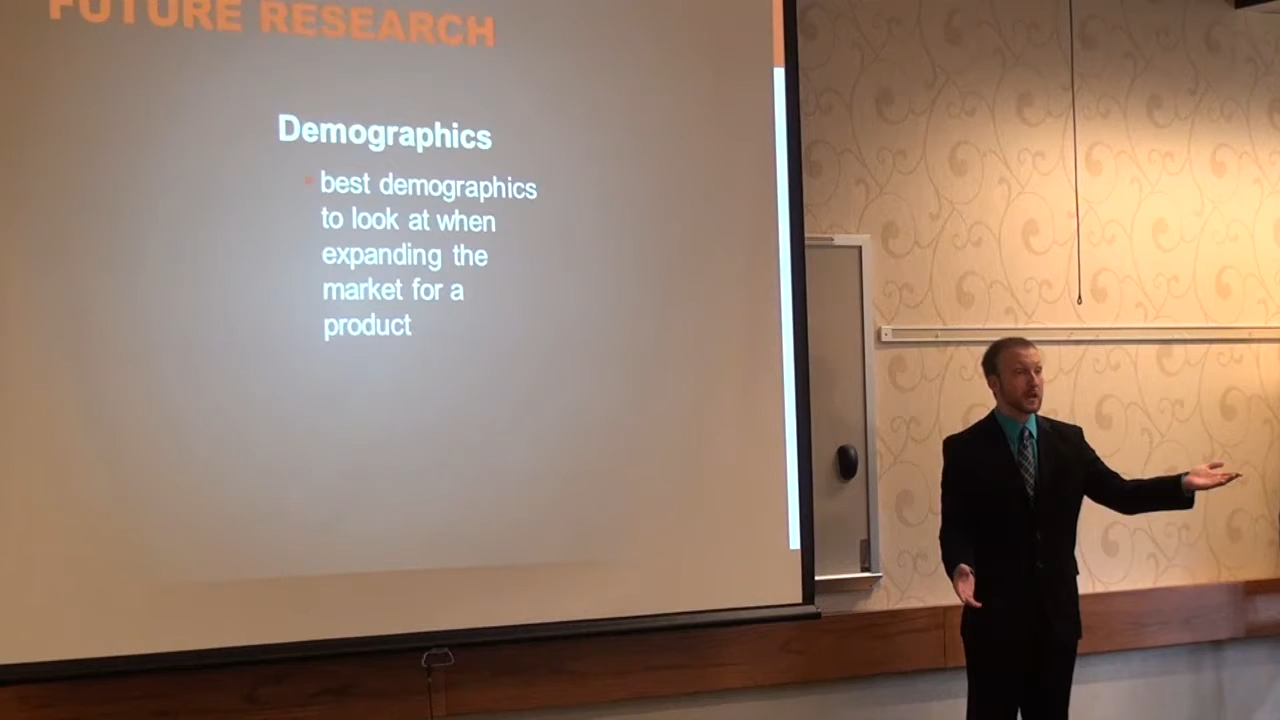 FUTURE RESEARCH
Demographics
best demographics
to look at when
expanding the
market for a
product